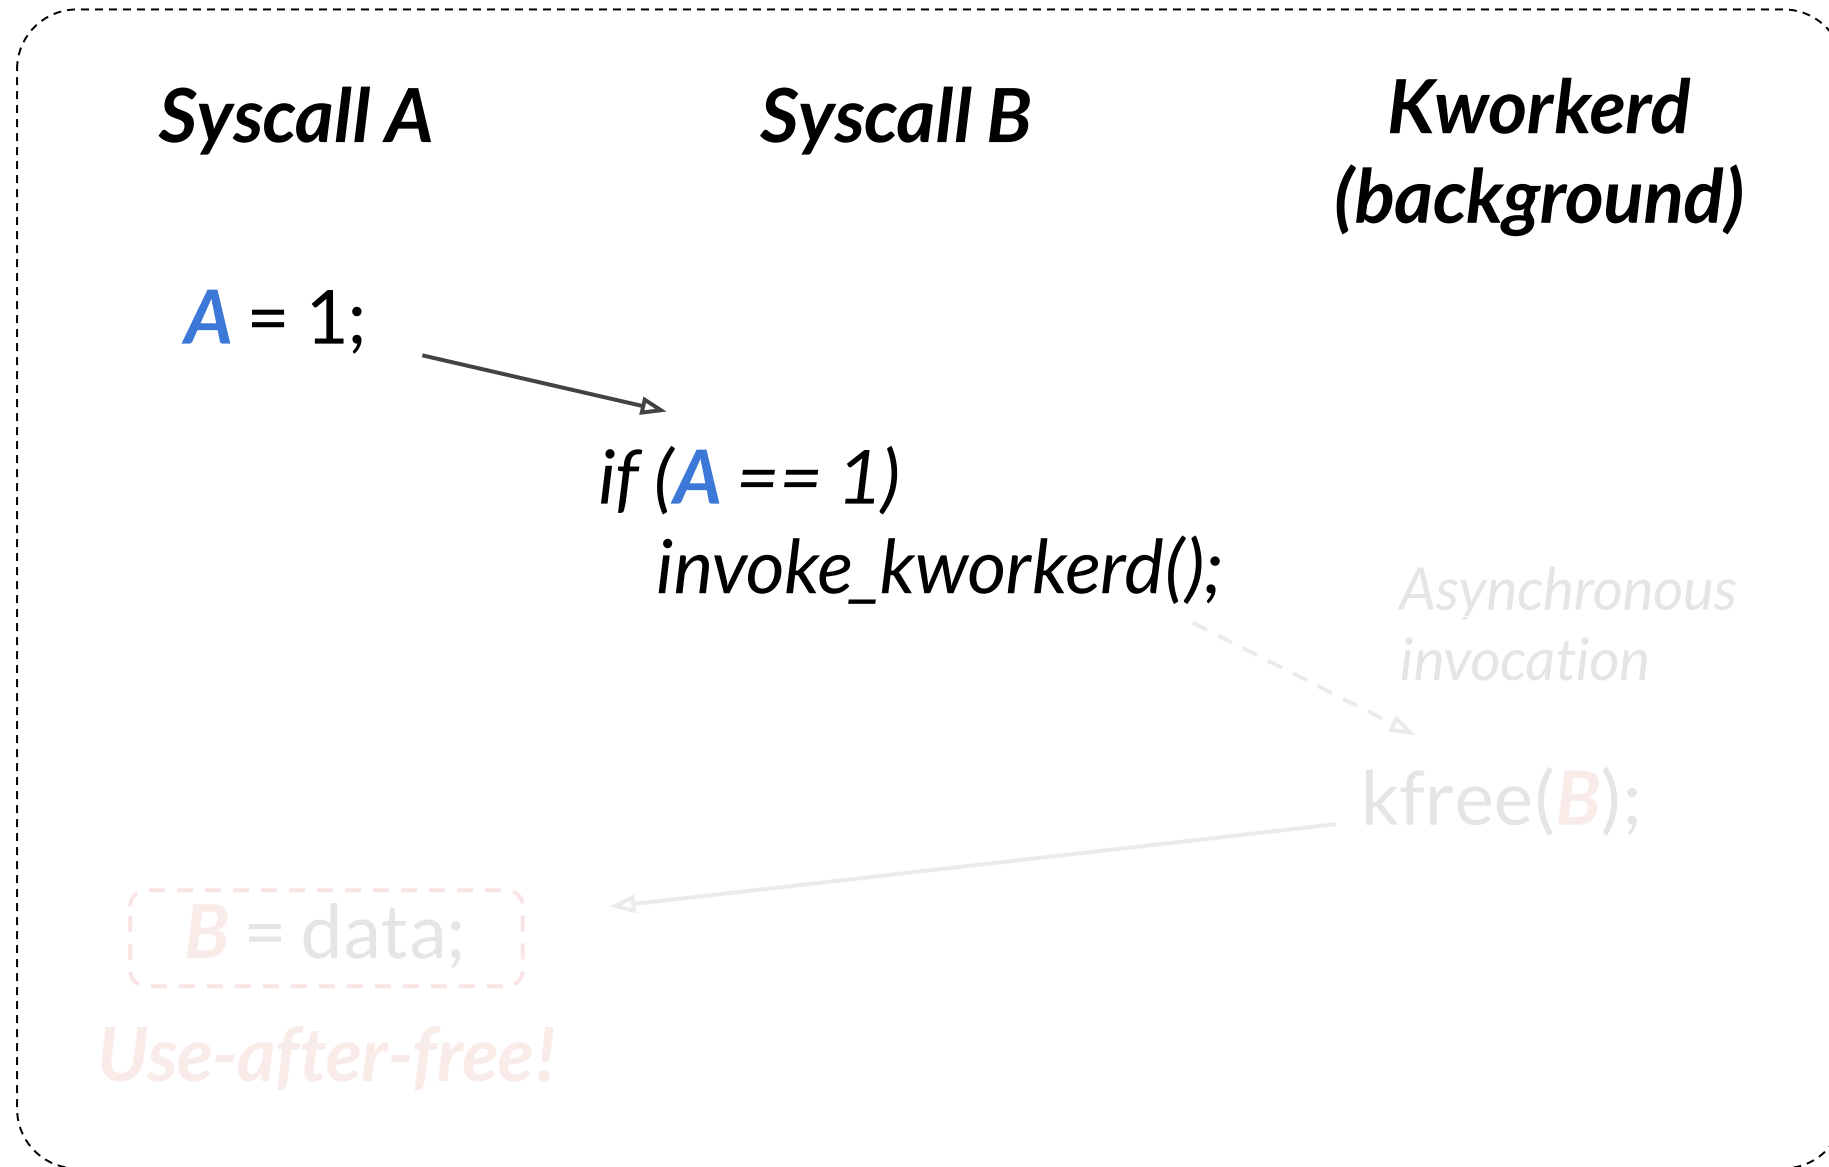 Syscall A
Syscall B
Kworkerd
(background)
A = 1;
if (A == 1)
invoke_kworkerd();
Asynchronous
invocation
kfree(B);
B = data;
Use-after-free!